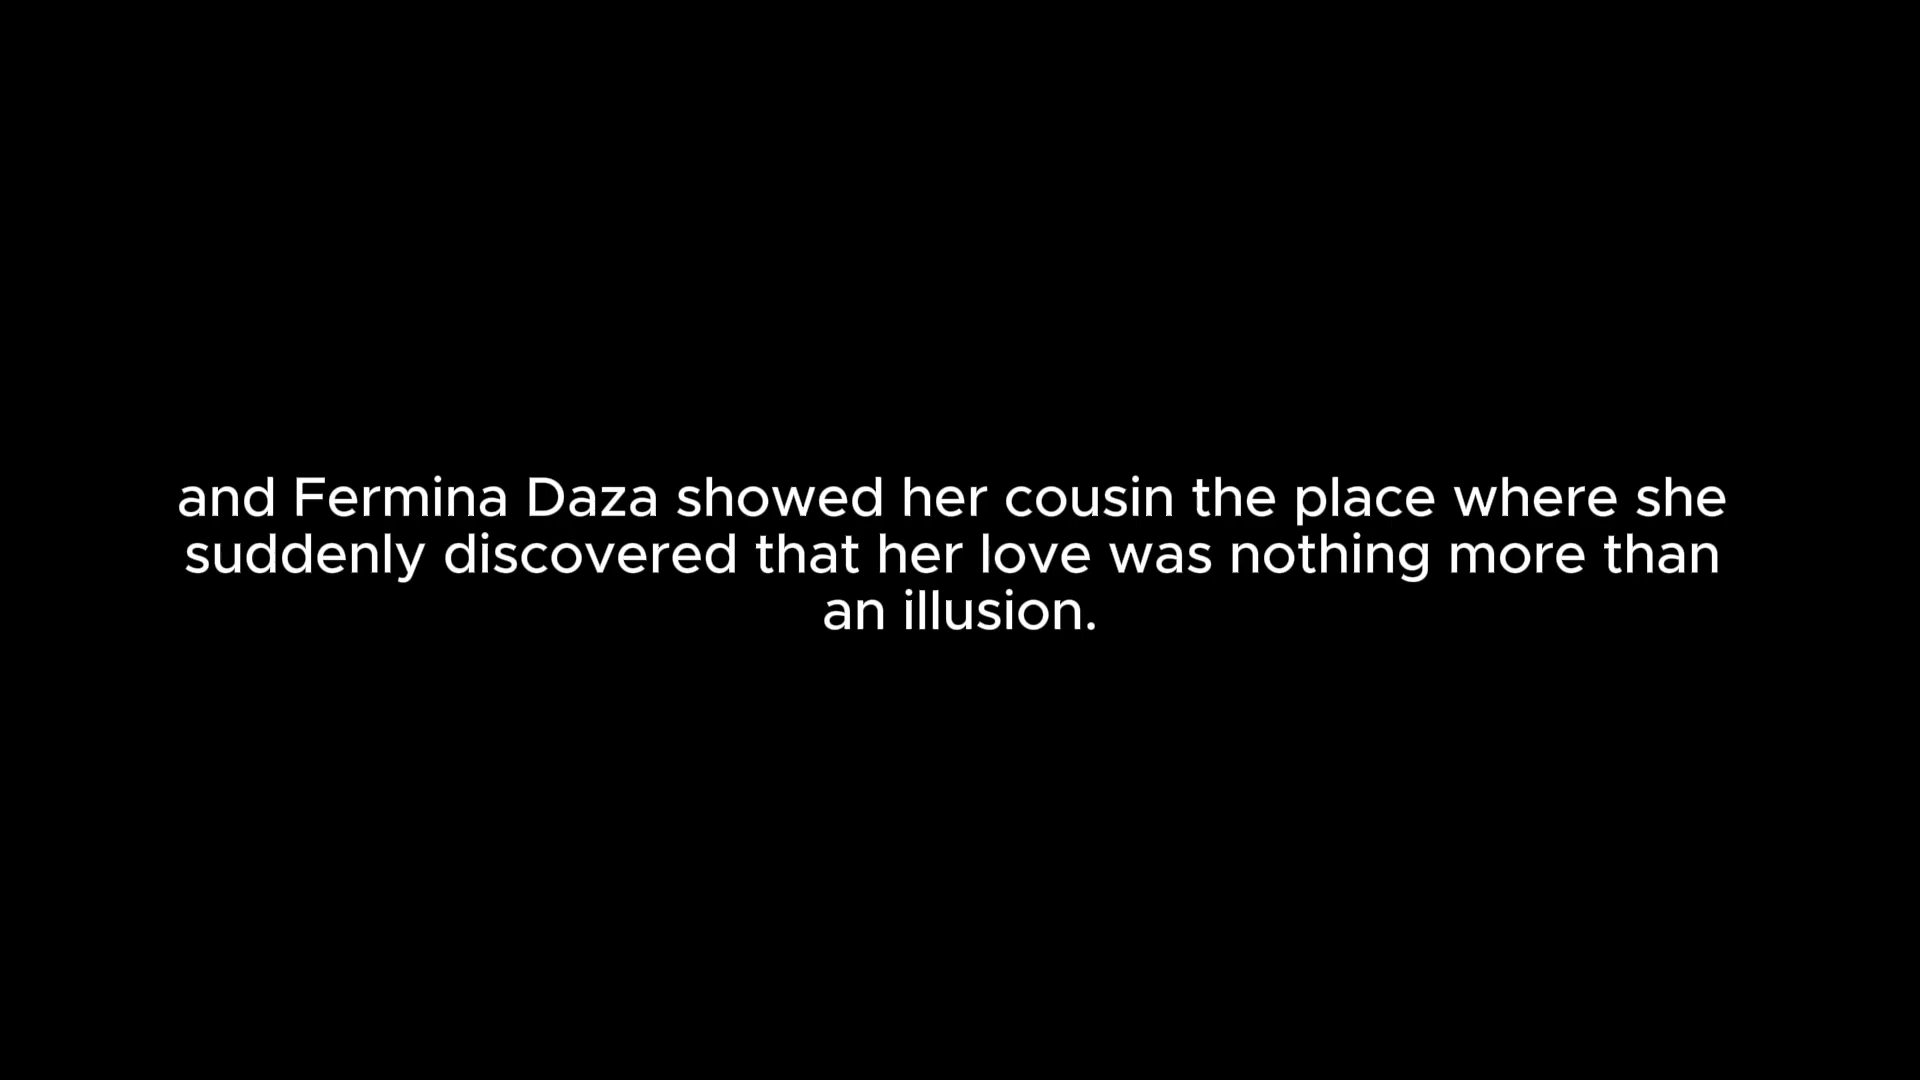 and Fermina Daza showed her cousin the place where she
suddenly discovered that her love was nothing more than
an illusion.